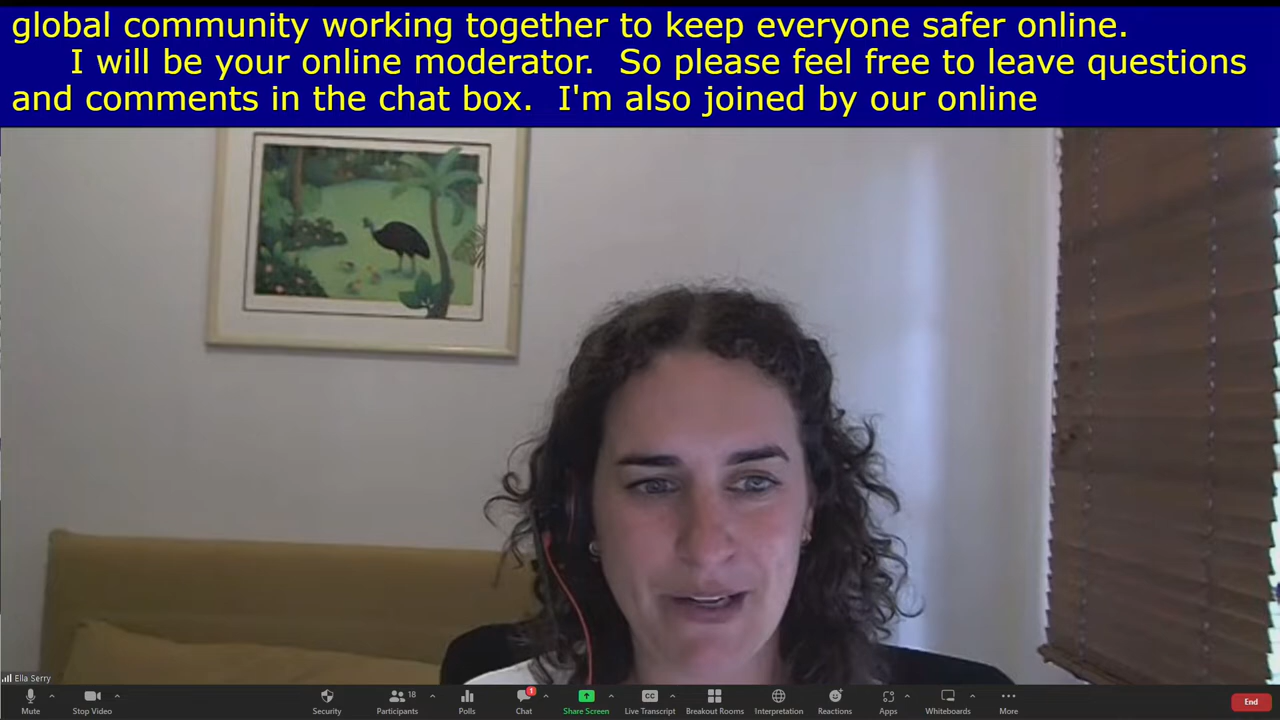 global community working together to keep everyone safer online.
I will be your online moderator.  So please feel free to leave questions
and comments in the chat box.  I'm also joined by our online
Ella Serry
18
1
CC
Mute
Stop Video
Security
Participants
Polls
Chat
Share Screen
Live Transcript
Breakout Rooms
Interpretation
Reactions
Apps
Whiteboards
More
End